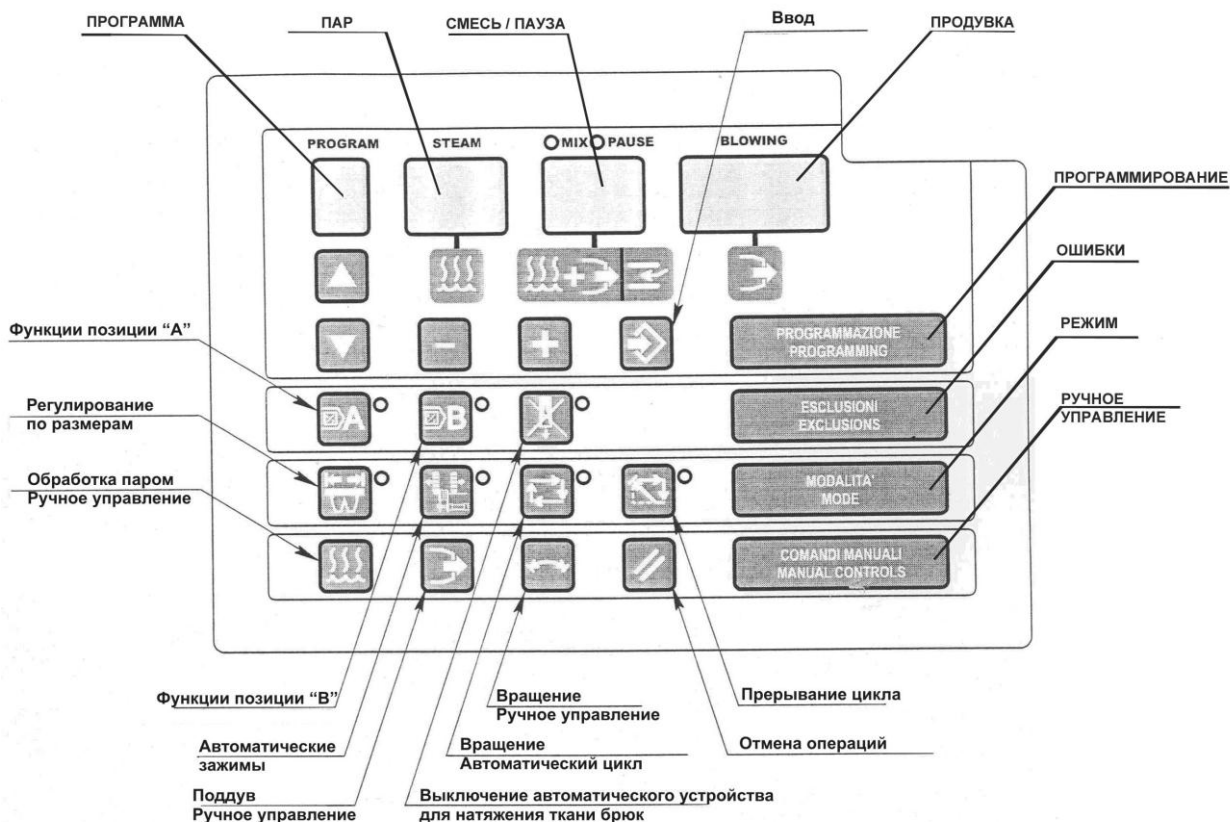 ПРОГРАММА
ПАР
СМЕСЬ / ПАУЗА
Ввод
ПРОДУВКА
PROGRAM
STEAM
MIX PAUSE
BLOWING
ПРОГРАММИРОВАНИЕ
ОШИБКИ
РЕЖИМ
РУЧНОЕ
УПРАВЛЕНИЕ
Функции позиции “А”
PROGRAMMAZIONE
PROGRAMMING
Регулирование
по размерам
A
B
ESCLUSIONI
EXCLUSIONS
Обработка паром
Ручное управление
MODALITA'
MODE
COMANDI MANUALI
MANUAL CONTROLS
Функции позиции “В”
Вращение
Ручное управление
Прерывание цикла
Автоматические
зажимы
Вращение
Автоматический цикл
Отмена операций
Поддув
Ручное управление
Выключение автоматического устройства
для натяжения ткани брюк